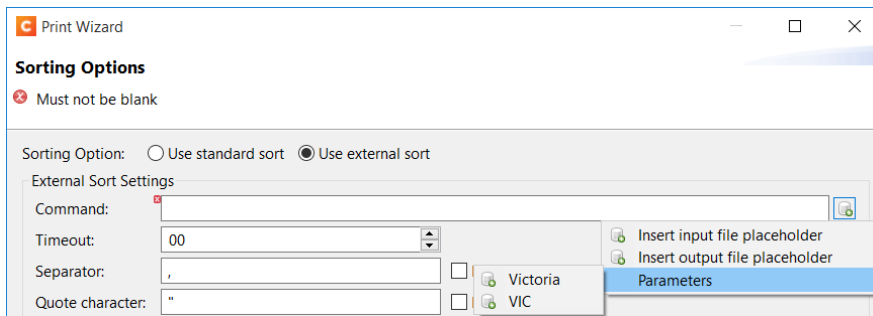 C Print Wizard
Sorting Options
Must not be blank
Sorting Option: Use standard sort Use external sort
External Sort Settings
Command:
Insert input file placeholder
Timeout: 00
Insert output file placeholder
Separator: ,
Victoria
Parameters
Quote character: "
VIC